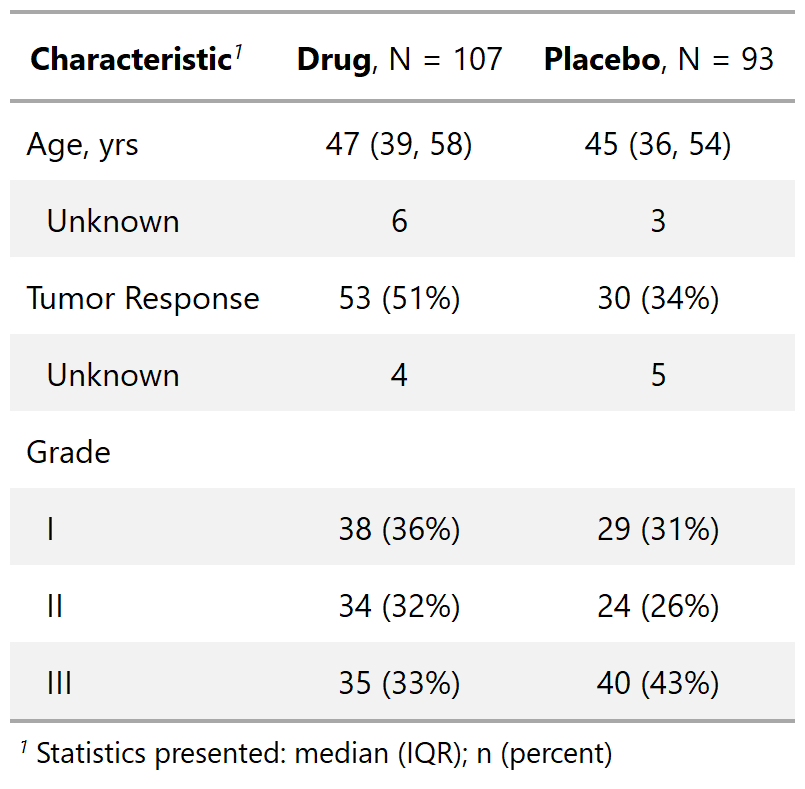 Characteristic1 Drug, N = 107 Placebo, N = 93
Age, yrs 47 (39, 58) 45 (36, 54)
Unknown 6 3
Tumor Response 53 (51%) 30 (34%)
Unknown 4 5
Grade
I 38 (36%) 29 (31%)
II 34 (32%) 24 (26%)
III 35 (33%) 40 (43%)
1 Statistics presented: median (IQR); n (percent)